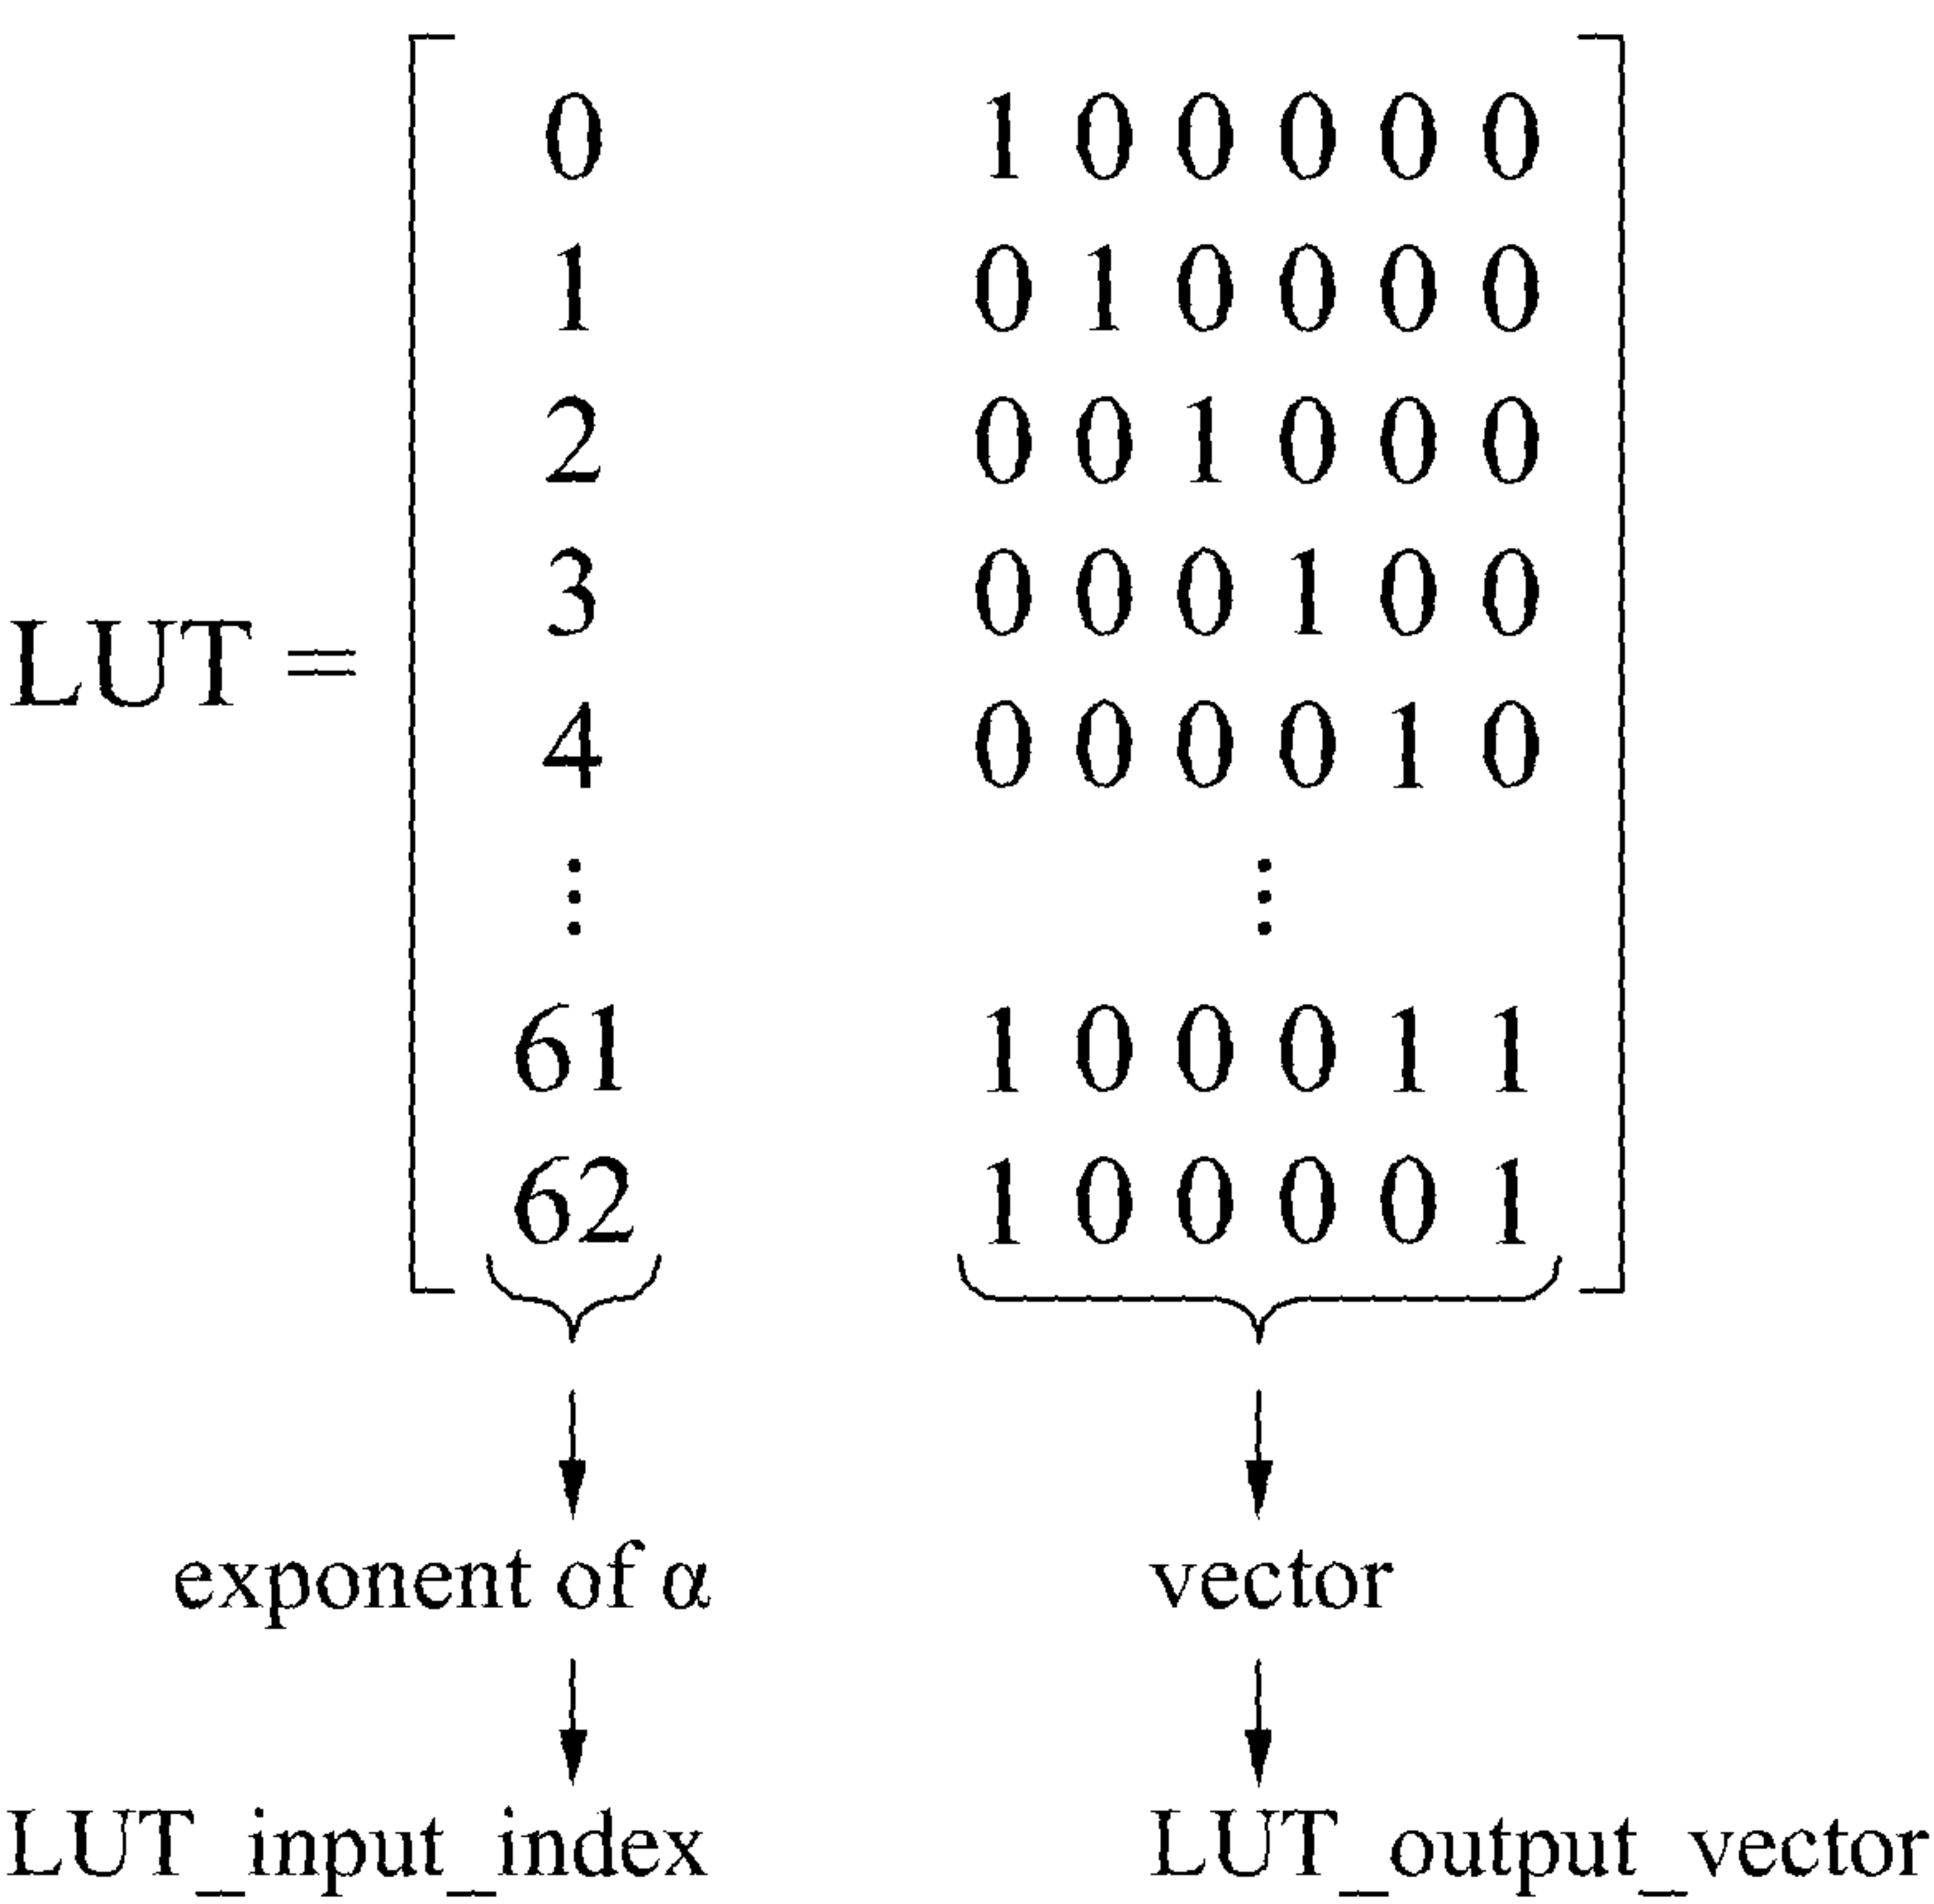 0 1 0 0 0 0 0
1 0 1 0 0 0 0
2 0 0 1 0 0 0
3 0 0 0 1 0 0
LUT =
4 0 0 0 0 1 0
⋮ ⋮
61 1 0 0 0 1 1
62 1 0 0 0 0 1
exponent of α vector
LUT_input_index LUT_output_vector